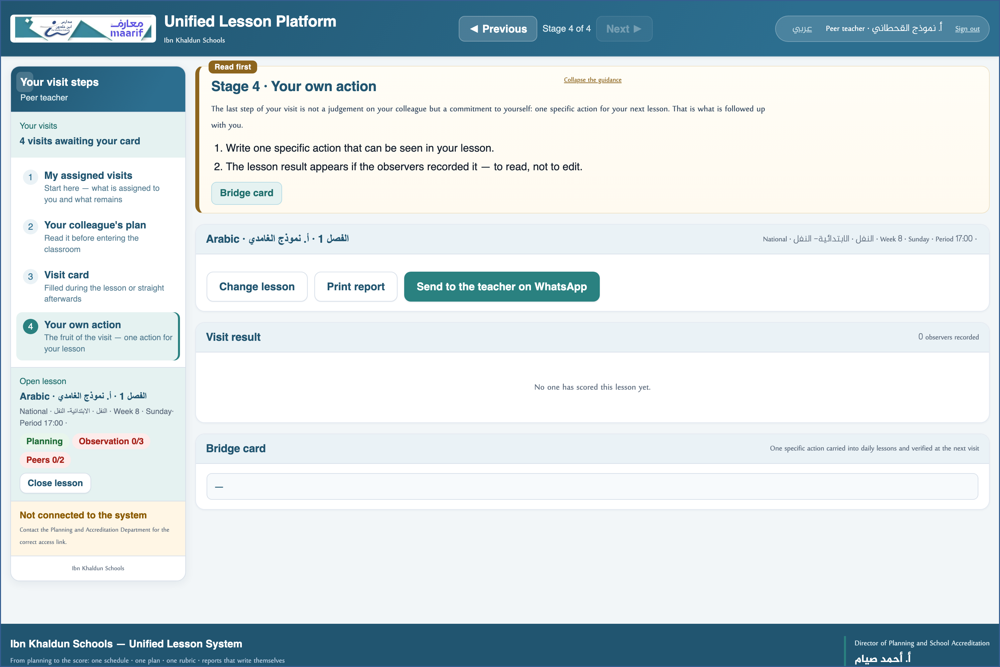 مدارس
ابن خلدون
Ibn Khaldun Schools
معارف
maarif
Unified Lesson Platform
Ibn Khaldun Schools
◀ Previous
Stage 4 of 4
Next ▶
عربي
Peer teacher · أ. نموذج القحطاني
Sign out
Your visit steps
Peer teacher
Your visits
4 visits awaiting your card
1
My assigned visits
Start here — what is assigned to
you and what remains
2
Your colleague's plan
Read it before entering the
classroom
3
Visit card
Filled during the lesson or straight
afterwards
4
Your own action
The fruit of the visit — one action for
your lesson
Open lesson
Arabic · الفصل 1 · أ. نموذج الغامدي
National · النفل · الابتدائية- النفل · Week 8 · Sunday·
Period 17:00 ·
Planning
Observation 0/3
Peers 0/2
Close lesson
Not connected to the system
Contact the Planning and Accreditation Department for the
correct access link.
Ibn Khaldun Schools
Read first
Stage 4 · Your own action
Collapse the guidance
The last step of your visit is not a judgement on your colleague but a commitment to yourself: one specific action for your next lesson. That is what is followed up
with you.
1. Write one specific action that can be seen in your lesson.
2. The lesson result appears if the observers recorded it — to read, not to edit.
Bridge card
Arabic · الفصل 1 · أ. نموذج الغامدي
National · النفل · الابتدائية- النفل · Week 8 · Sunday · Period 17:00 ·
Change lesson
Print report
Send to the teacher on WhatsApp
Visit result
0 observers recorded
No one has scored this lesson yet.
Bridge card
One specific action carried into daily lessons and verified at the next visit
—
Ibn Khaldun Schools — Unified Lesson System
From planning to the score: one schedule · one plan · one rubric · reports that write themselves
Director of Planning and School Accreditation
أ. أحمد صيام